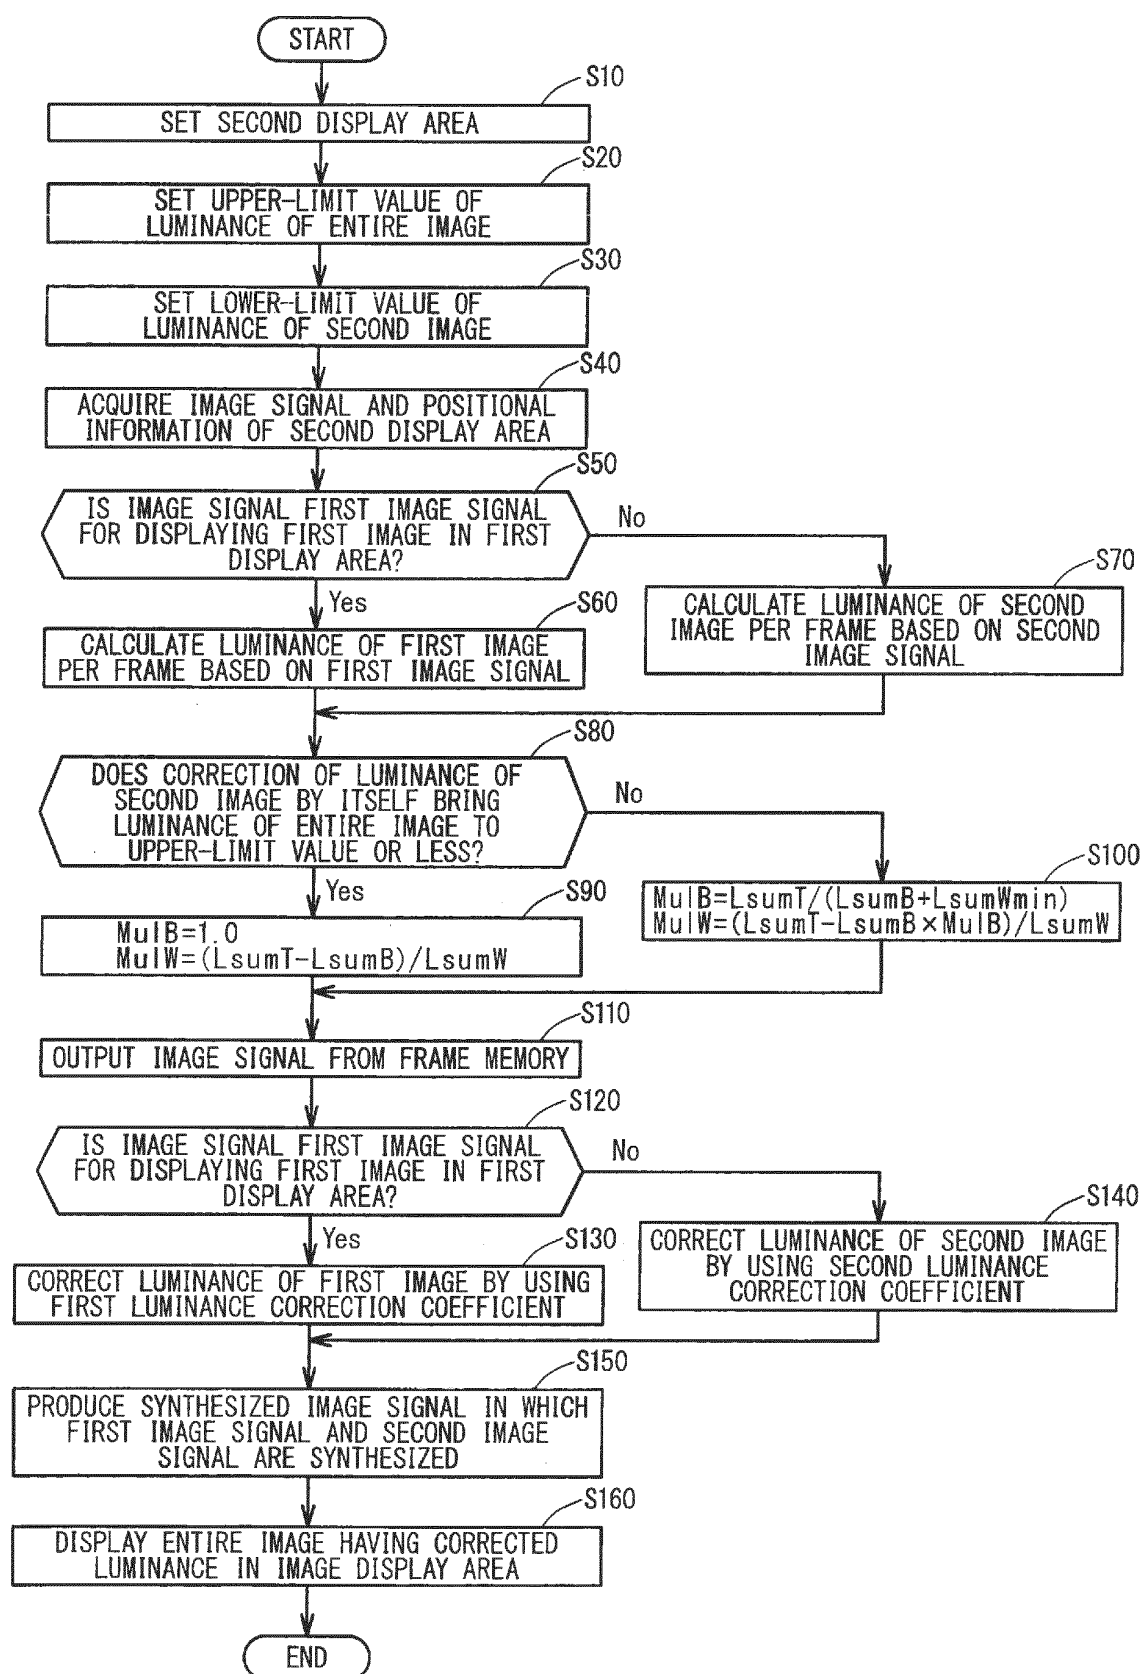 START
S10
SET SECOND DISPLAY AREA
S20
SET UPPER-LIMIT VALUE OF
LUMINANCE OF ENTIRE IMAGE
S30
SET LOWER-LIMIT VALUE OF
LUMINANCE OF SECOND IMAGE
S40
ACQUIRE IMAGE SIGNAL AND POSITIONAL
INFORMATION OF SECOND DISPLAY AREA
S50
IS IMAGE SIGNAL FIRST IMAGE SIGNAL
FOR DISPLAYING FIRST IMAGE IN FIRST
DISPLAY AREA?
No
Yes
S60
CALCULATE LUMINANCE OF FIRST IMAGE
PER FRAME BASED ON FIRST IMAGE SIGNAL
S70
CALCULATE LUMINANCE OF SECOND
IMAGE PER FRAME BASED ON SECOND
IMAGE SIGNAL
S80
DOES CORRECTION OF LUMINANCE OF
SECOND IMAGE BY ITSELF BRING
LUMINANCE OF ENTIRE IMAGE TO
UPPER-LIMIT VALUE OR LESS?
No
Yes
S90
MulB=1.0
MulW=(LsumT-LsumB)/LsumW
S100
MulB=LsumT/(LsumB+LsumWmin)
MulW=(LsumT-LsumB×MulB)/LsumW
S110
OUTPUT IMAGE SIGNAL FROM FRAME MEMORY
S120
IS IMAGE SIGNAL FIRST IMAGE SIGNAL
FOR DISPLAYING FIRST IMAGE IN FIRST
DISPLAY AREA?
No
Yes
S130
CORRECT LUMINANCE OF FIRST IMAGE BY USING
FIRST LUMINANCE CORRECTION COEFFICIENT
S140
CORRECT LUMINANCE OF SECOND IMAGE
BY USING SECOND LUMINANCE
CORRECTION COEFFICIENT
S150
PRODUCE SYNTHESIZED IMAGE SIGNAL IN WHICH
FIRST IMAGE SIGNAL AND SECOND IMAGE
SIGNAL ARE SYNTHESIZED
S160
DISPLAY ENTIRE IMAGE HAVING CORRECTED
LUMINANCE IN IMAGE DISPLAY AREA
END